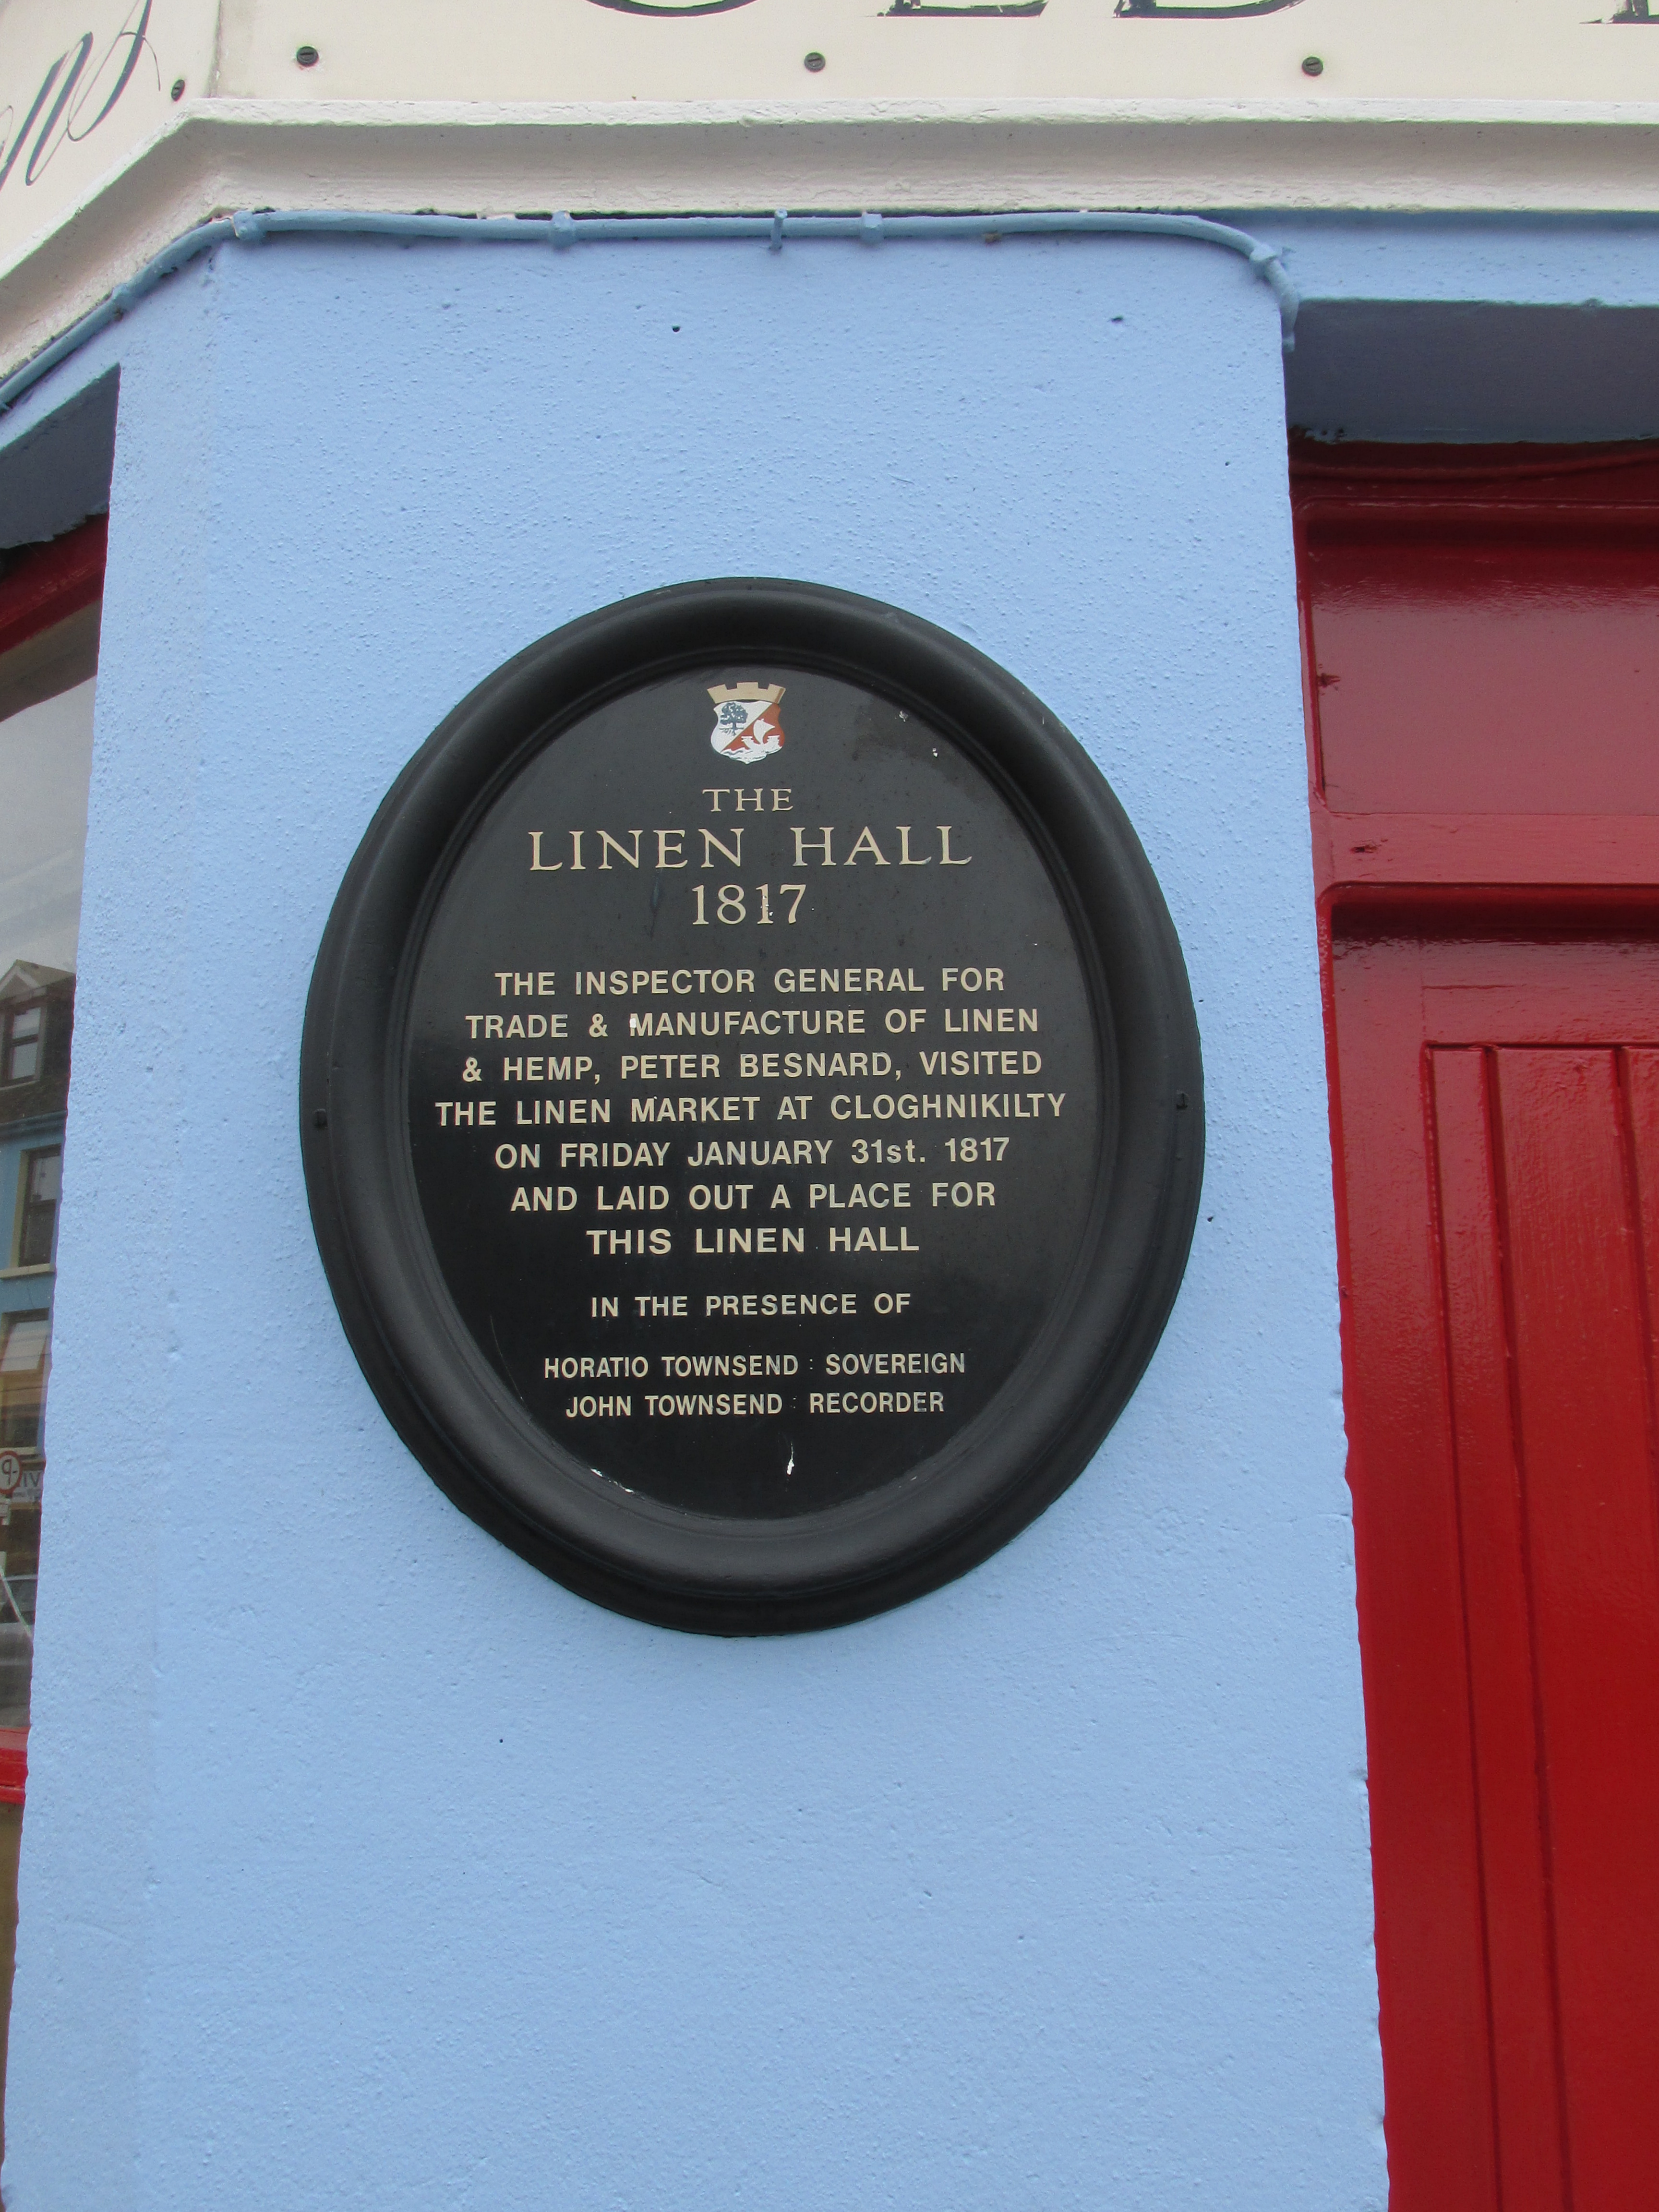 THE
LINEN HALL
1817
THE INSPECTOR GENERAL FOR
TRADE & MANUFACTURE OF LINEN
& HEMP, PETER BESNARD, VISITED
THE LINEN MARKET AT CLOGHNIKILTY
ON FRIDAY JANUARY 31st. 1817
AND LAID OUT A PLACE FOR
THIS LINEN HALL
IN THE PRESENCE OF
HORATIO TOWNSEND : SOVEREIGN
JOHN TOWNSEND : RECORDER